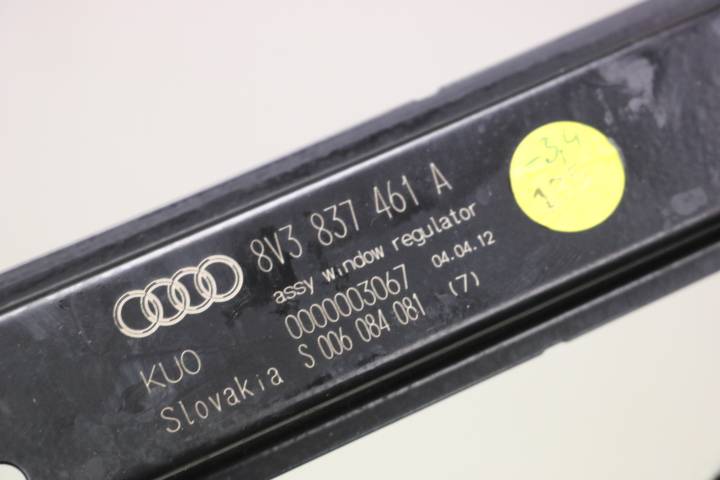 8V3 837 461 A
assy window regulator
0000003067 04.04.12
KUO S 006 084 081 (7)
Slovakia
-3,4